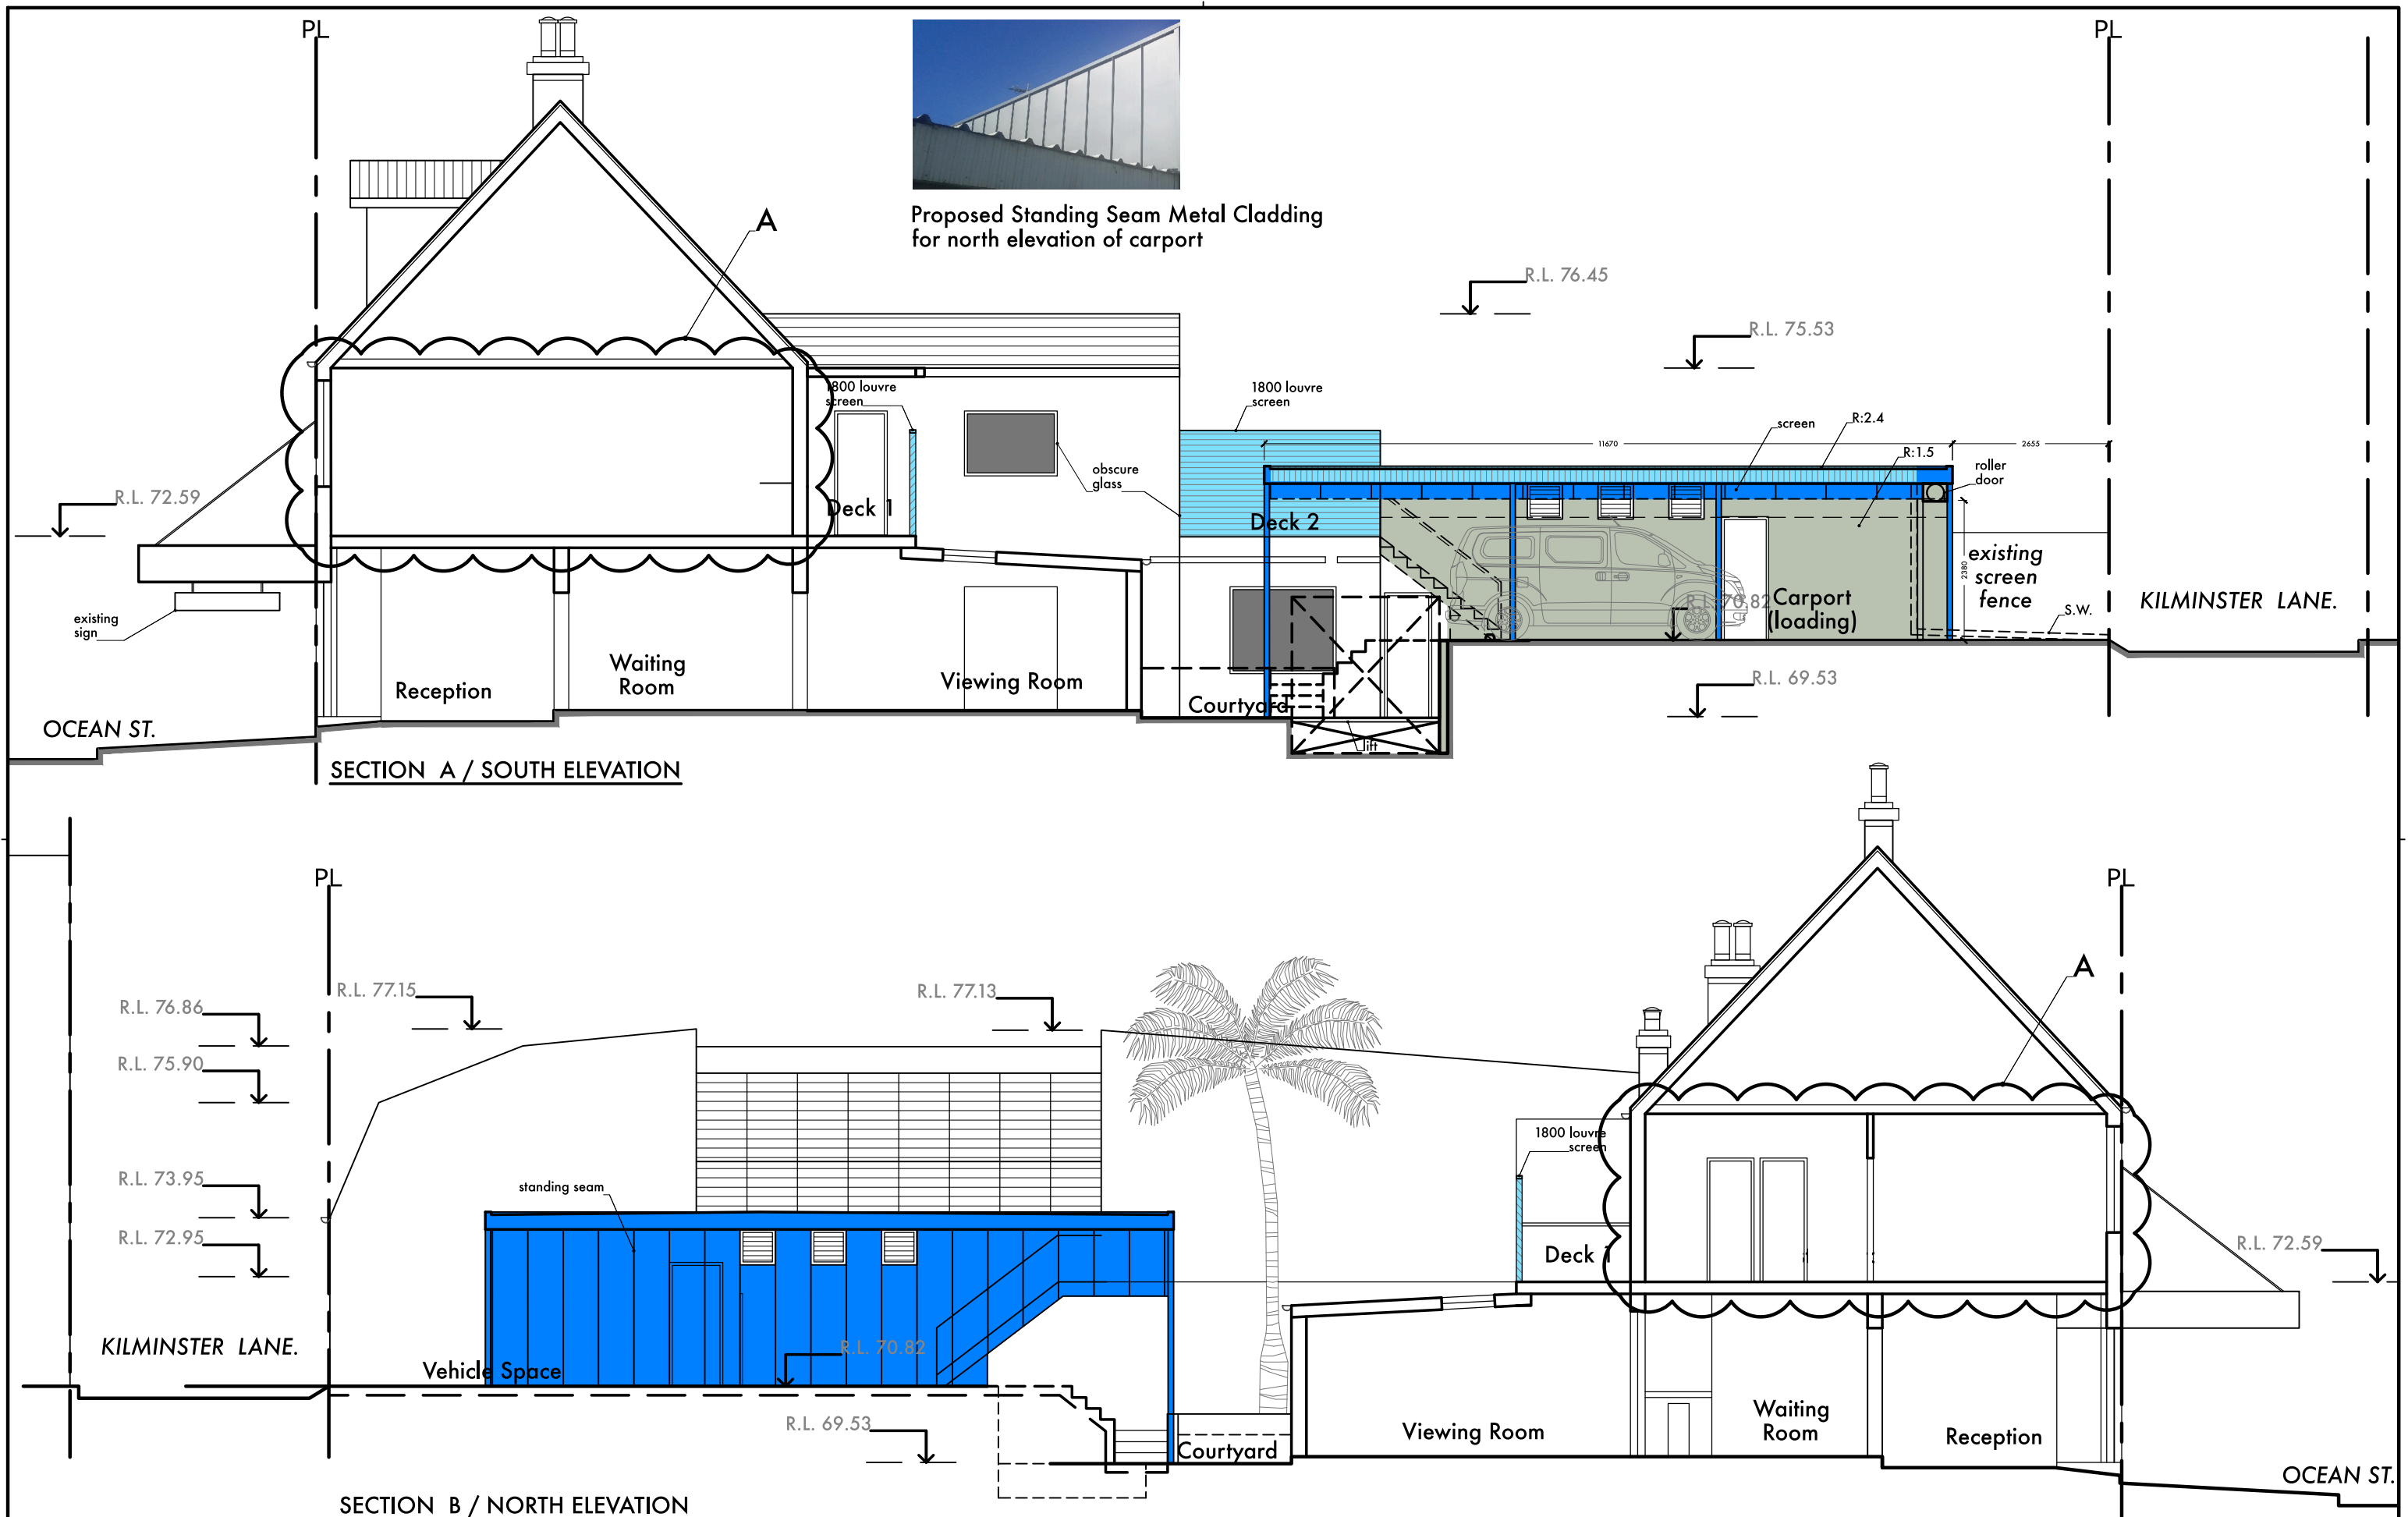 PL
PL
Proposed Standing Seam Metal Cladding
for north elevation of carport
A
R.L. 76.45
R.L. 75.53
1800 louvre
screen
1800 louvre
screen
screen
R:2.4
11670
2655
R:1.5
roller
door
obscure
glass
R.L. 72.59
Deck 1
Deck 2
2380
existing
screen
fence
existing
sign
R.L. 70.82
Carport
(loading)
S.W.
KILMINSTER LANE.
Reception
Waiting
Room
Viewing Room
Courtyard
R.L. 69.53
OCEAN ST.
lift
SECTION A / SOUTH ELEVATION
PL
PL
R.L. 77.15
R.L. 77.13
A
R.L. 76.86
R.L. 75.90
1800 louvre
screen
R.L. 73.95
standing seam
R.L. 72.95
Deck 1
R.L. 72.59
KILMINSTER LANE.
R.L. 70.82
Vehicle Space
R.L. 69.53
Courtyard
Viewing Room
Waiting
Room
Reception
OCEAN ST.
SECTION B / NORTH ELEVATION